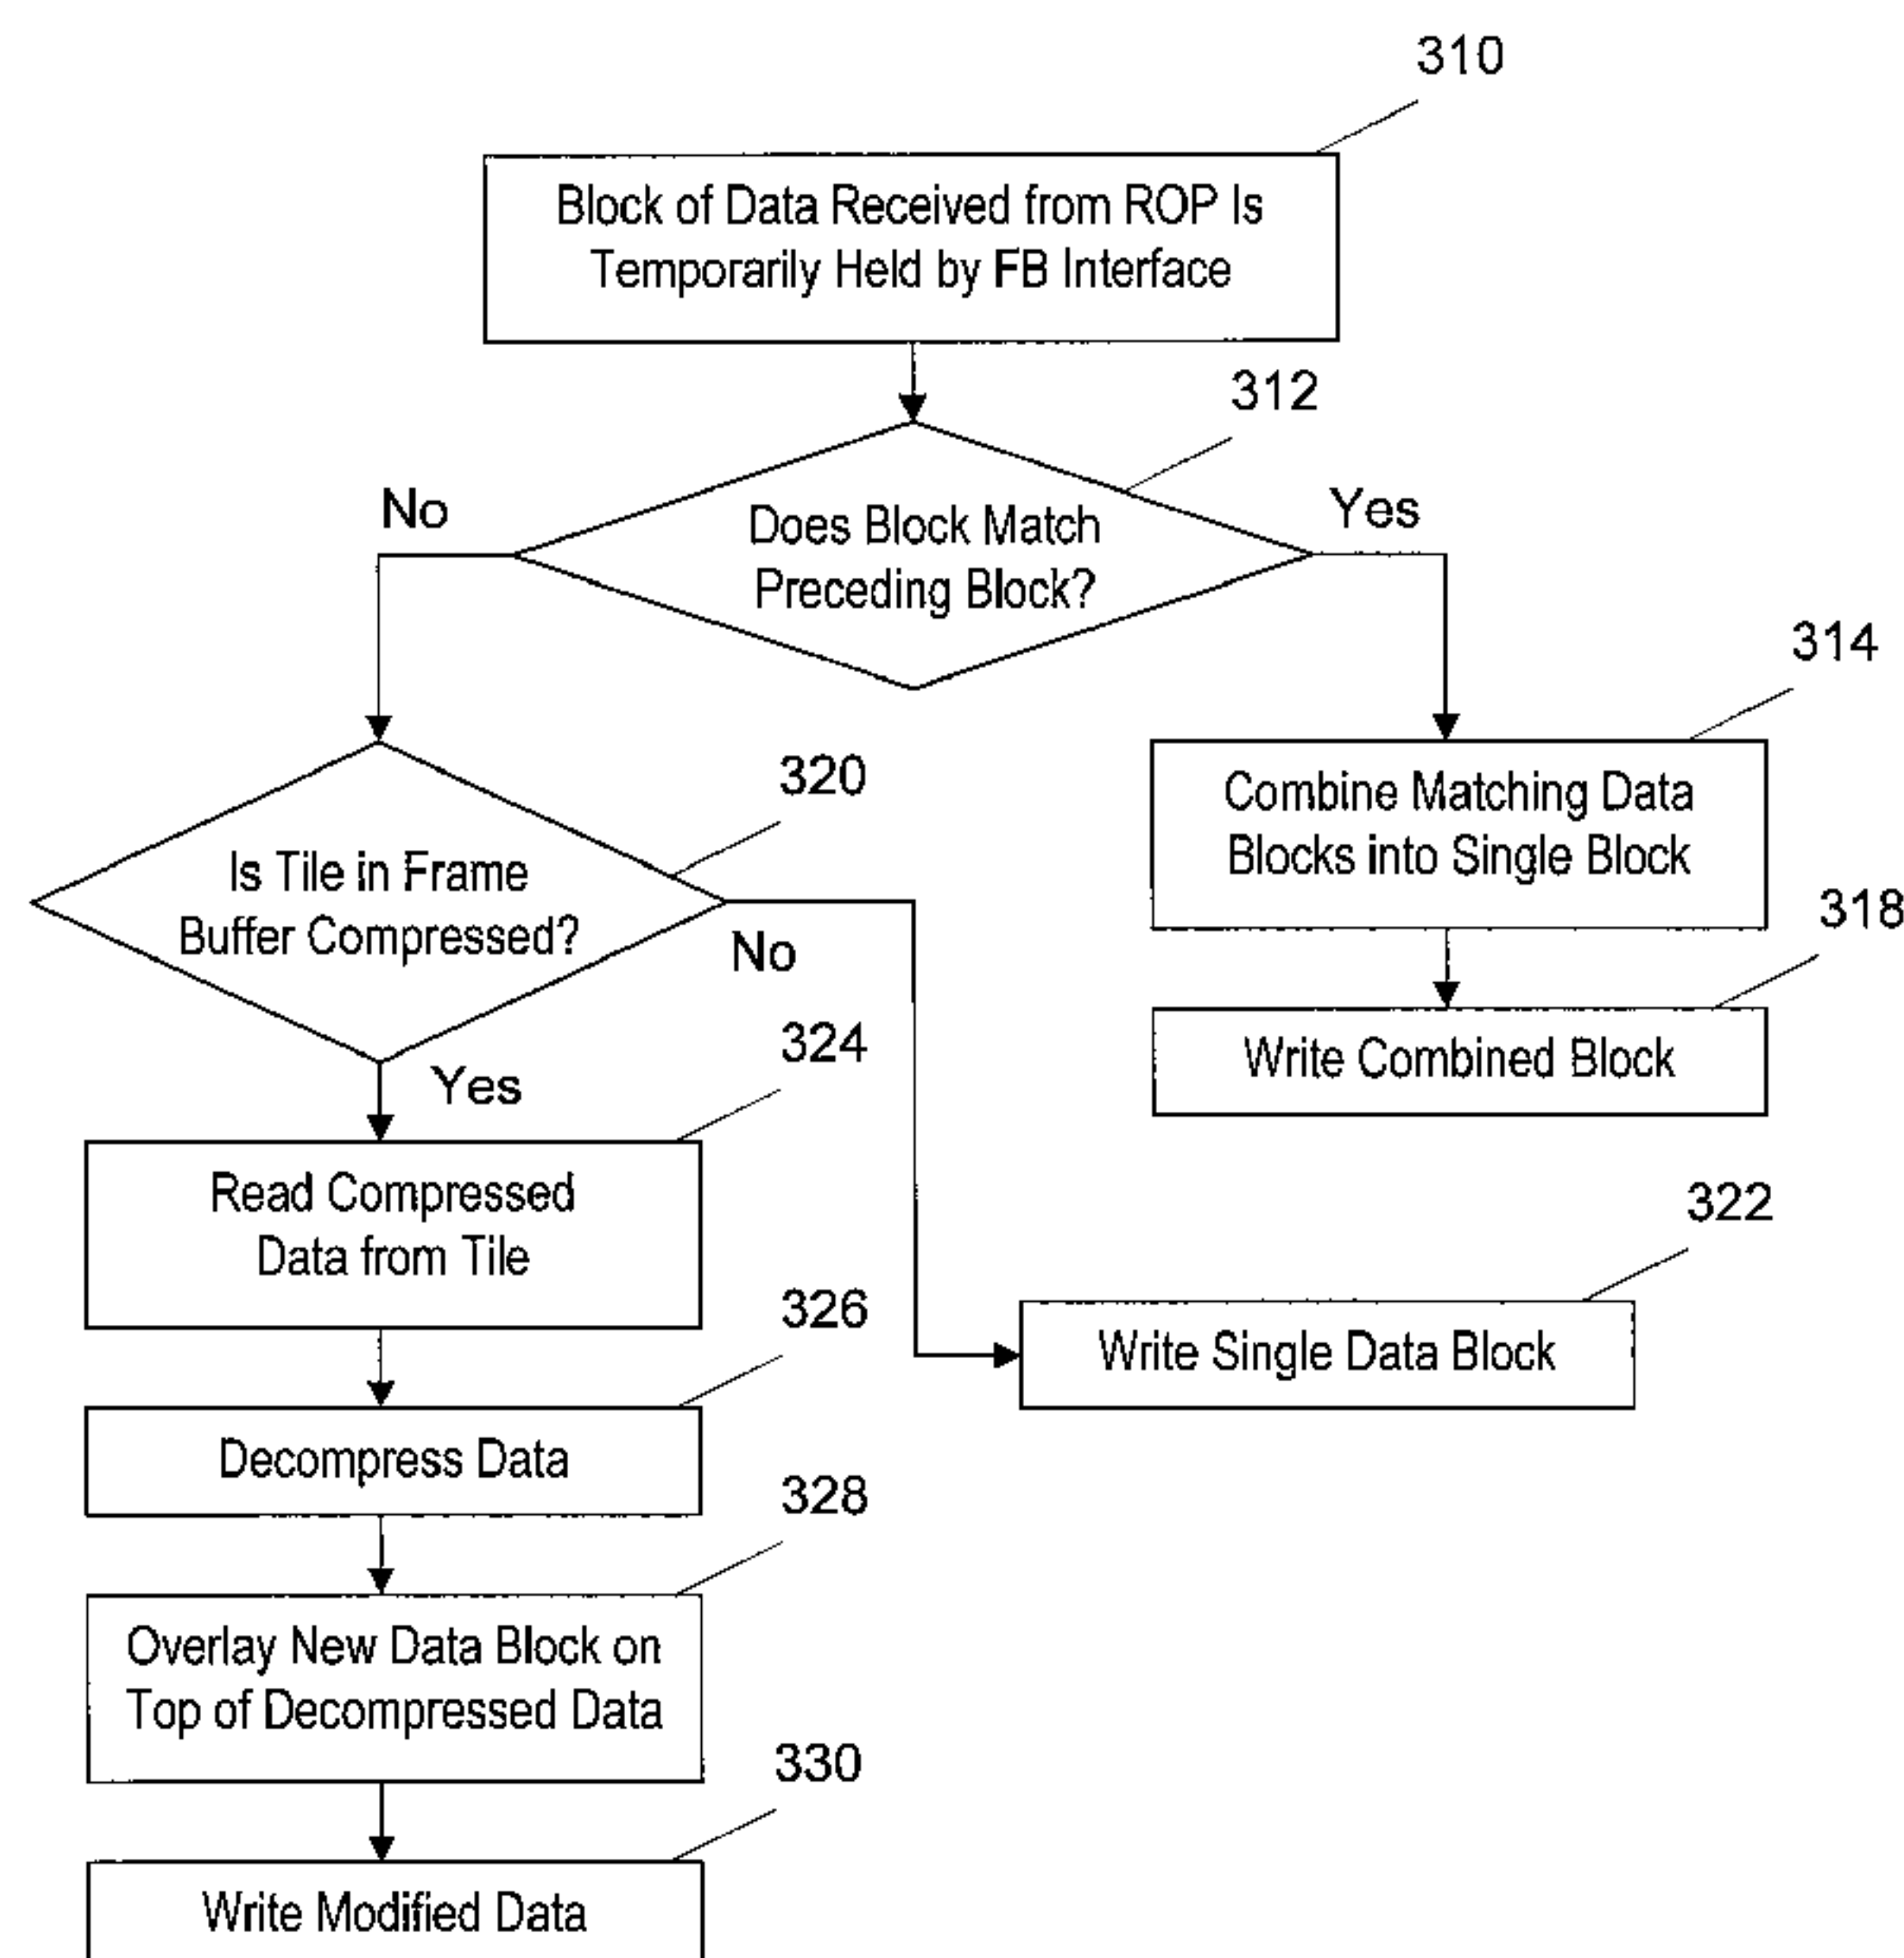 310
Block of Data Received from ROP Is
Temporarily Held by FB Interface
312
No
Does Block Match
Preceding Block?
Yes
314
Combine Matching Data
Blocks into Single Block
320
Is Tile in Frame
Buffer Compressed?
No
318
Write Combined Block
324
Yes
Read Compressed
Data from Tile
322
Write Single Data Block
326
Decompress Data
328
Overlay New Data Block on
Top of Decompressed Data
330
Write Modified Data